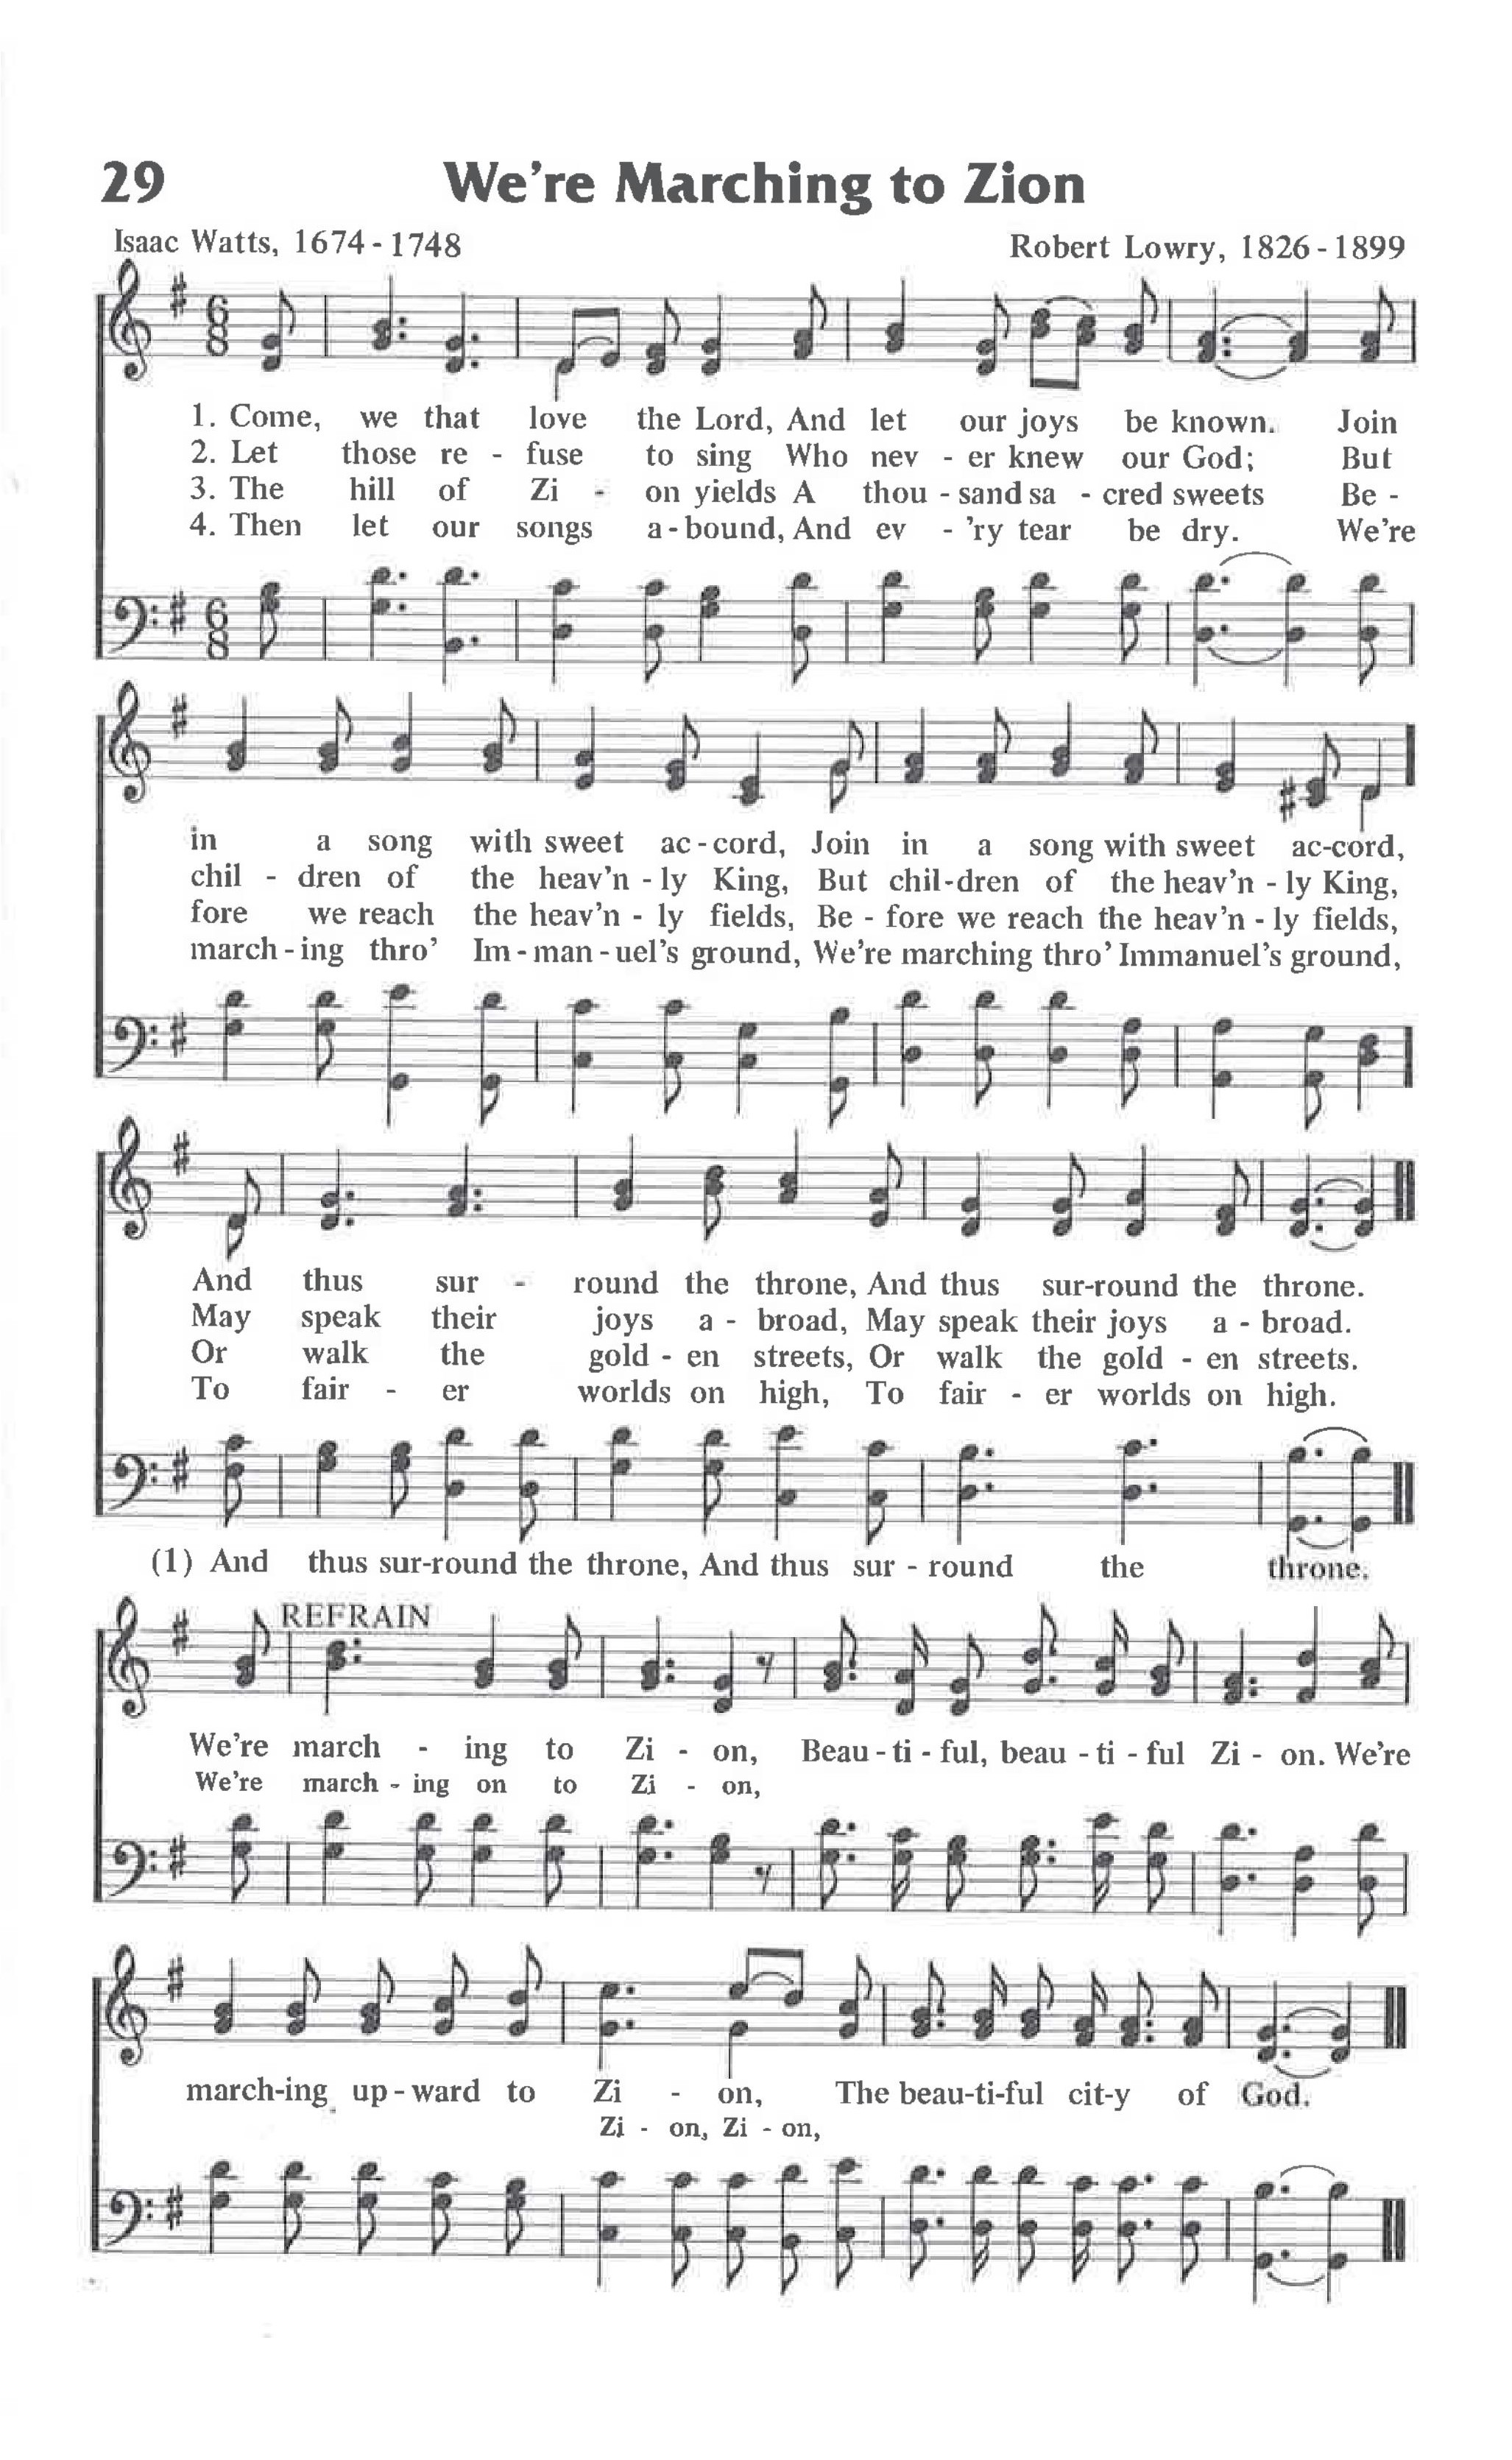 29 We're Marching to Zion
Isaac Watts, 1674-1748 Robert Lowry, 1826-1899
1. Come, we that love the Lord, And let our joys be known. Join
2. Let those re - fuse to sing Who nev - er knew our God; But
3. The hill of Zi - on yields A thou - sand sa - cred sweets Be -
4. Then let our songs a - bound, And ev - 'ry tear be dry. We're
in a song with sweet ac - cord, Join in a song with sweet ac-cord,
chil - dren of the heav'n - ly King, But chil-dren of the heav'n - ly King,
fore we reach the heav'n - ly fields, Be - fore we reach the heav'n - ly fields,
march - ing thro' Im - man - uel's ground, We're marching thro' Immanuel's ground,
And thus sur - round the throne, And thus sur-round the throne.
May speak their joys a - broad, May speak their joys a - broad.
Or walk the gold - en streets, Or walk the gold - en streets.
To fair - er worlds on high, To fair - er worlds on high.
(1) And thus sur-round the throne, And thus sur - round the throne.
REFRAIN
We're march - ing to Zi - on, Beau - ti - ful, beau - ti - ful Zi - on. We're
We're march - ing on to Zi - on,
march-ing up - ward to Zi - on, The beau-ti-ful cit-y of God.
Zi - on, Zi - on,